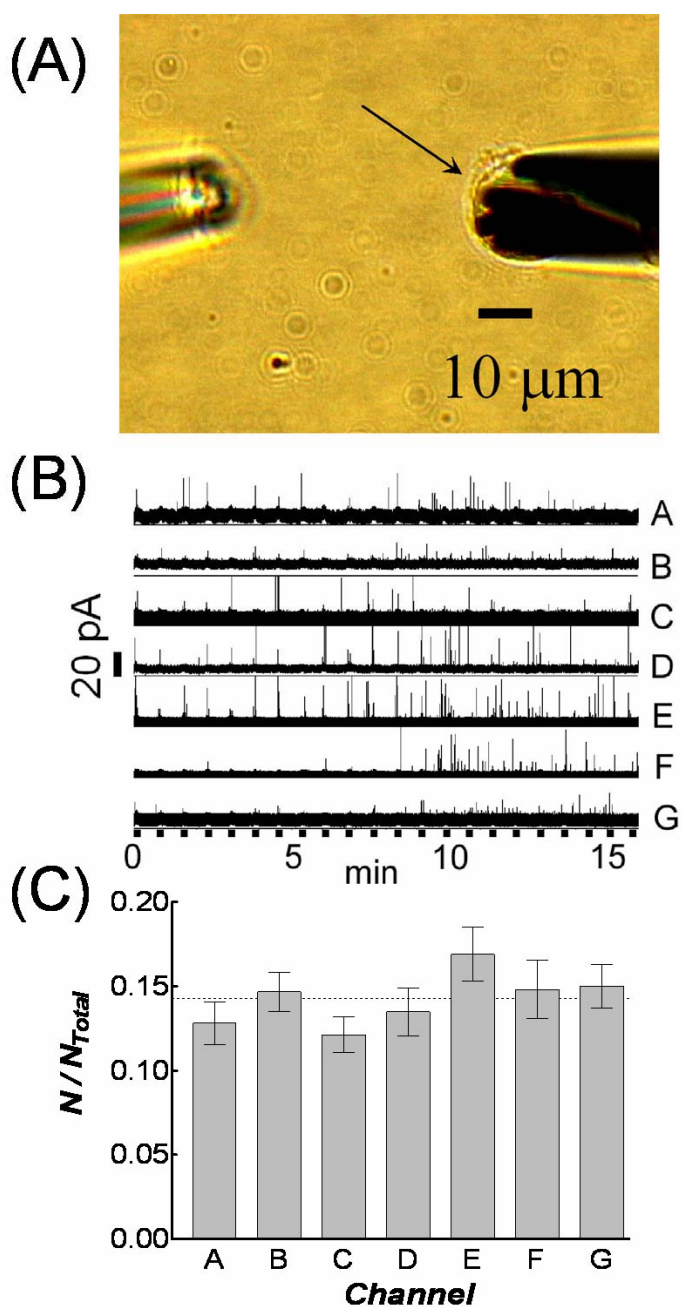 (A)
10 μm
(B)
A
B
C
D
E
F
G
20 pA
0 5 10 15
min
(C)
0.20
0.15
0.10
0.05
0.00
N / N_Total
A B C D E F G
Channel